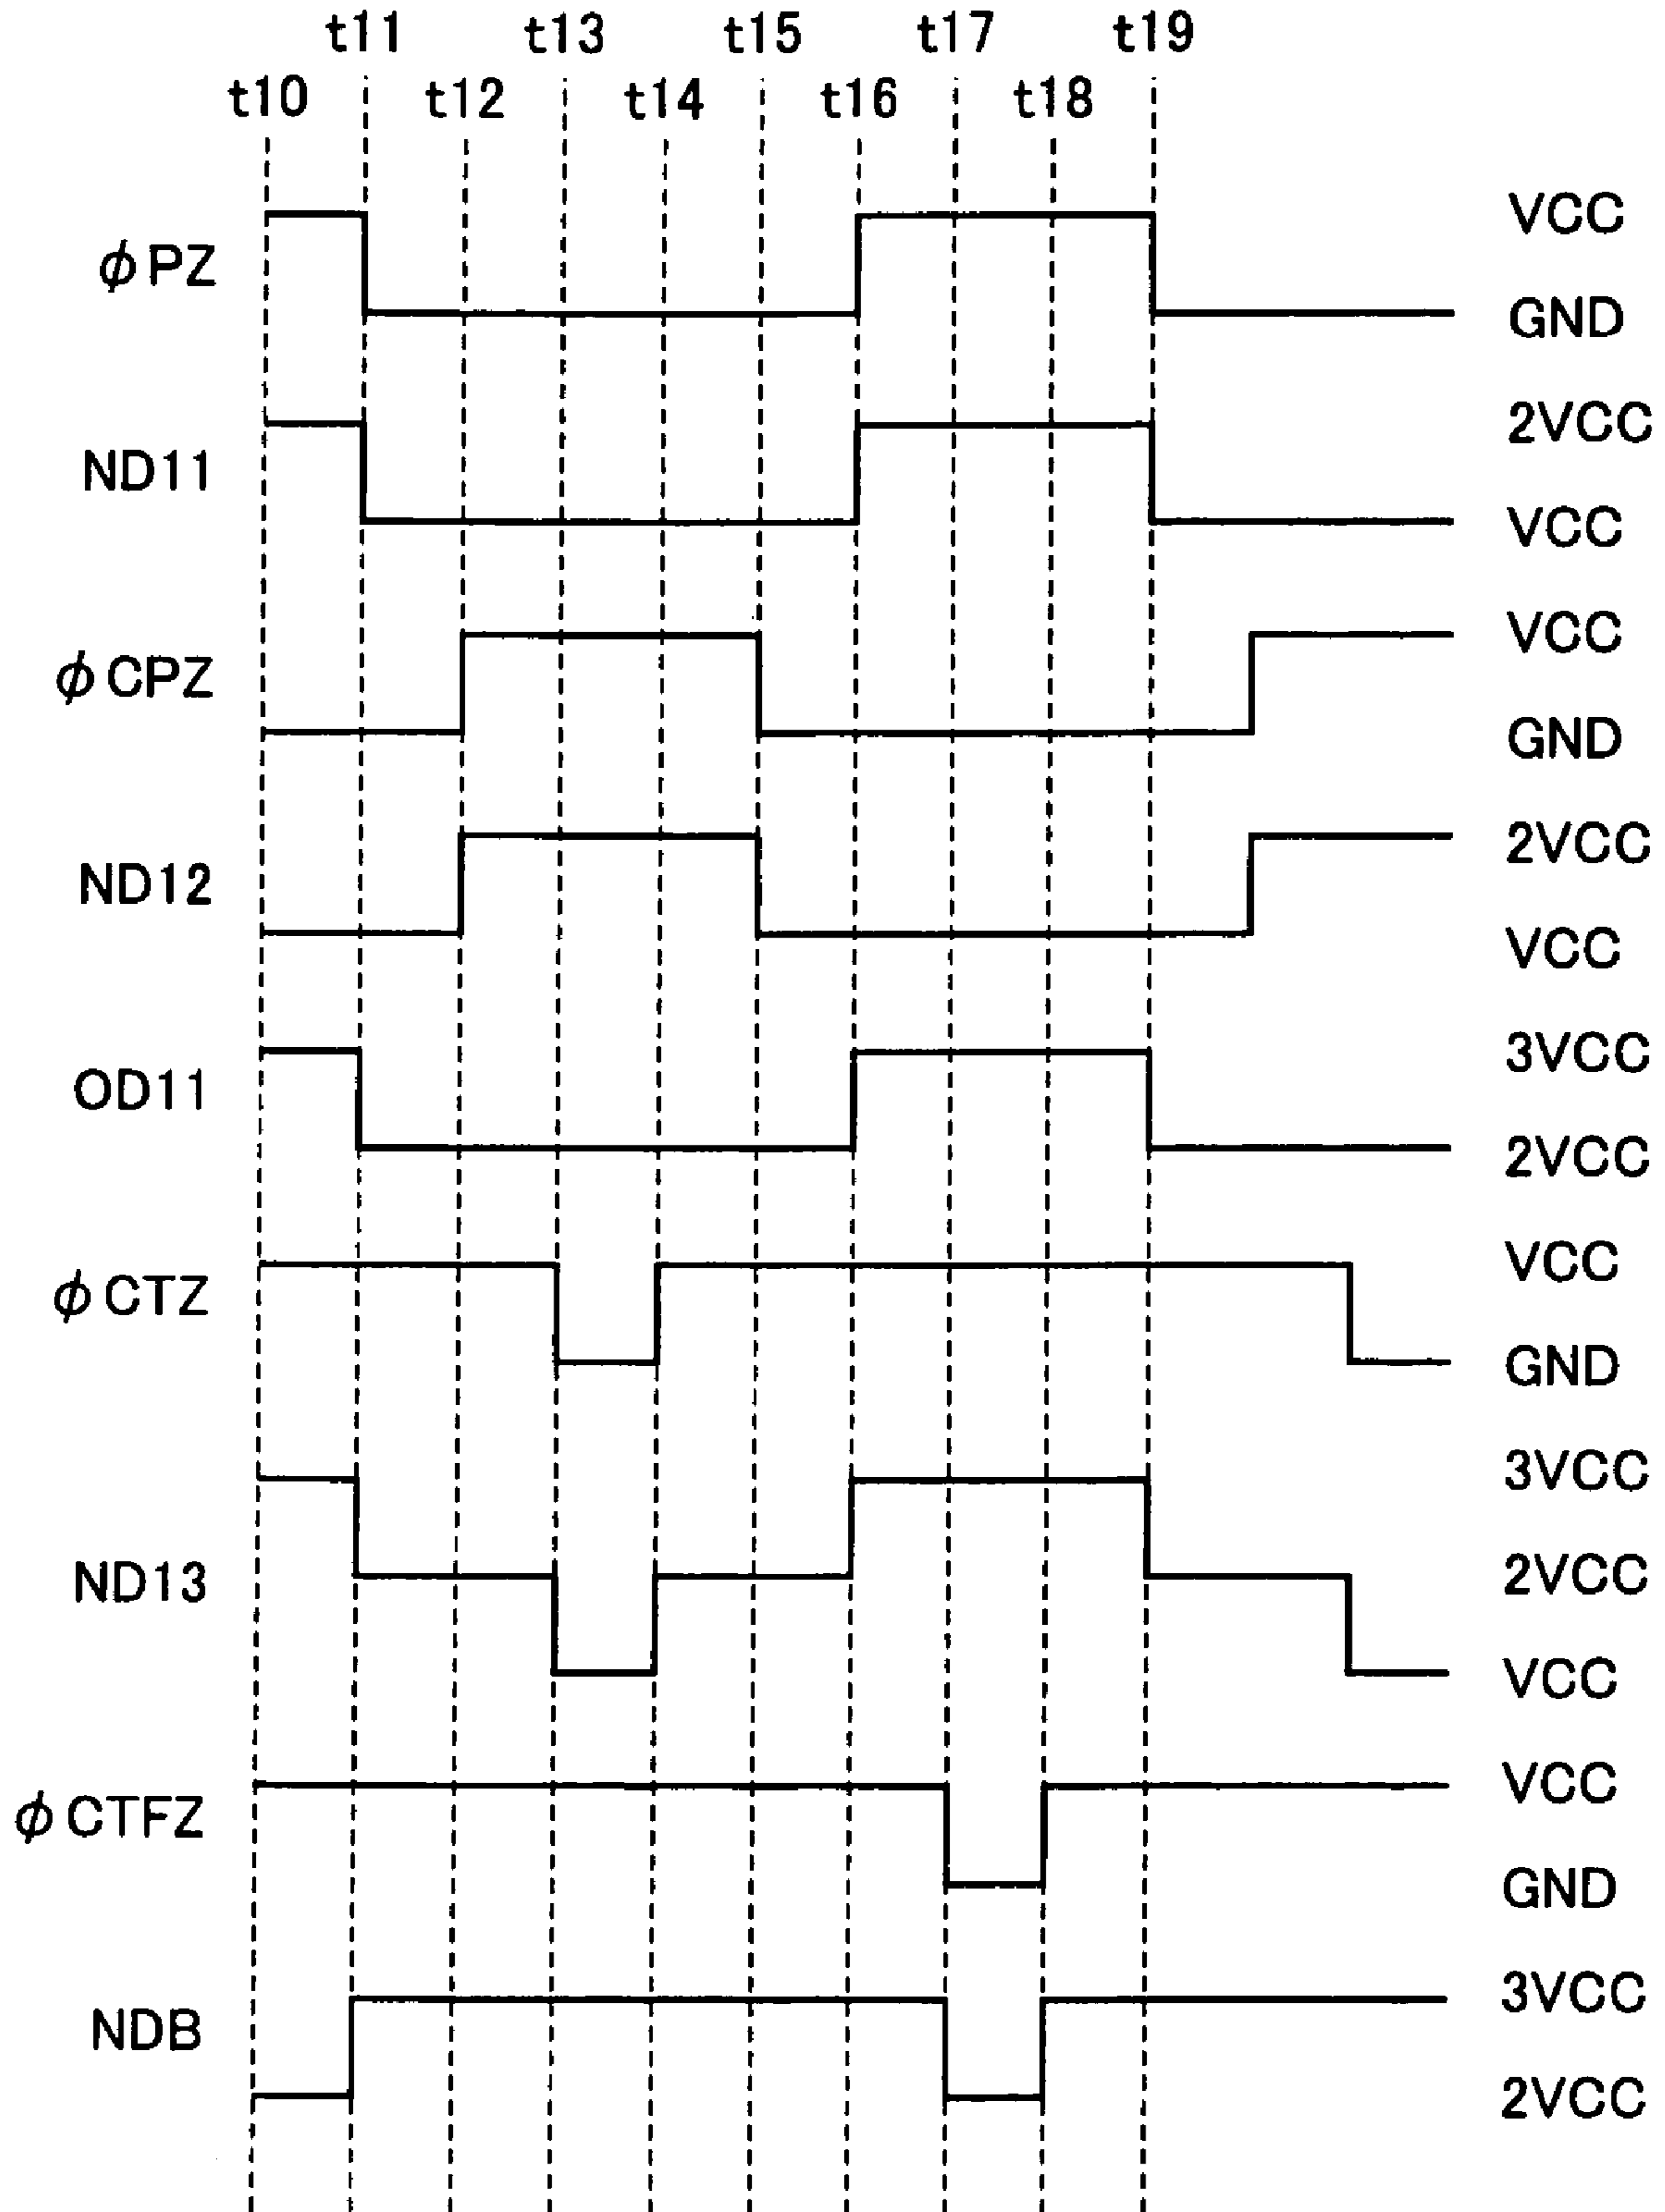 t11 t13 t15 t17 t19
t10 t12 t14 t16 t18
VCC
ϕPZ
GND
2VCC
ND11
VCC
VCC
ϕCPZ
GND
2VCC
ND12
VCC
3VCC
OD11
2VCC
VCC
ϕCTZ
GND
3VCC
ND13
2VCC
VCC
VCC
ϕCTFZ
GND
3VCC
NDB
2VCC